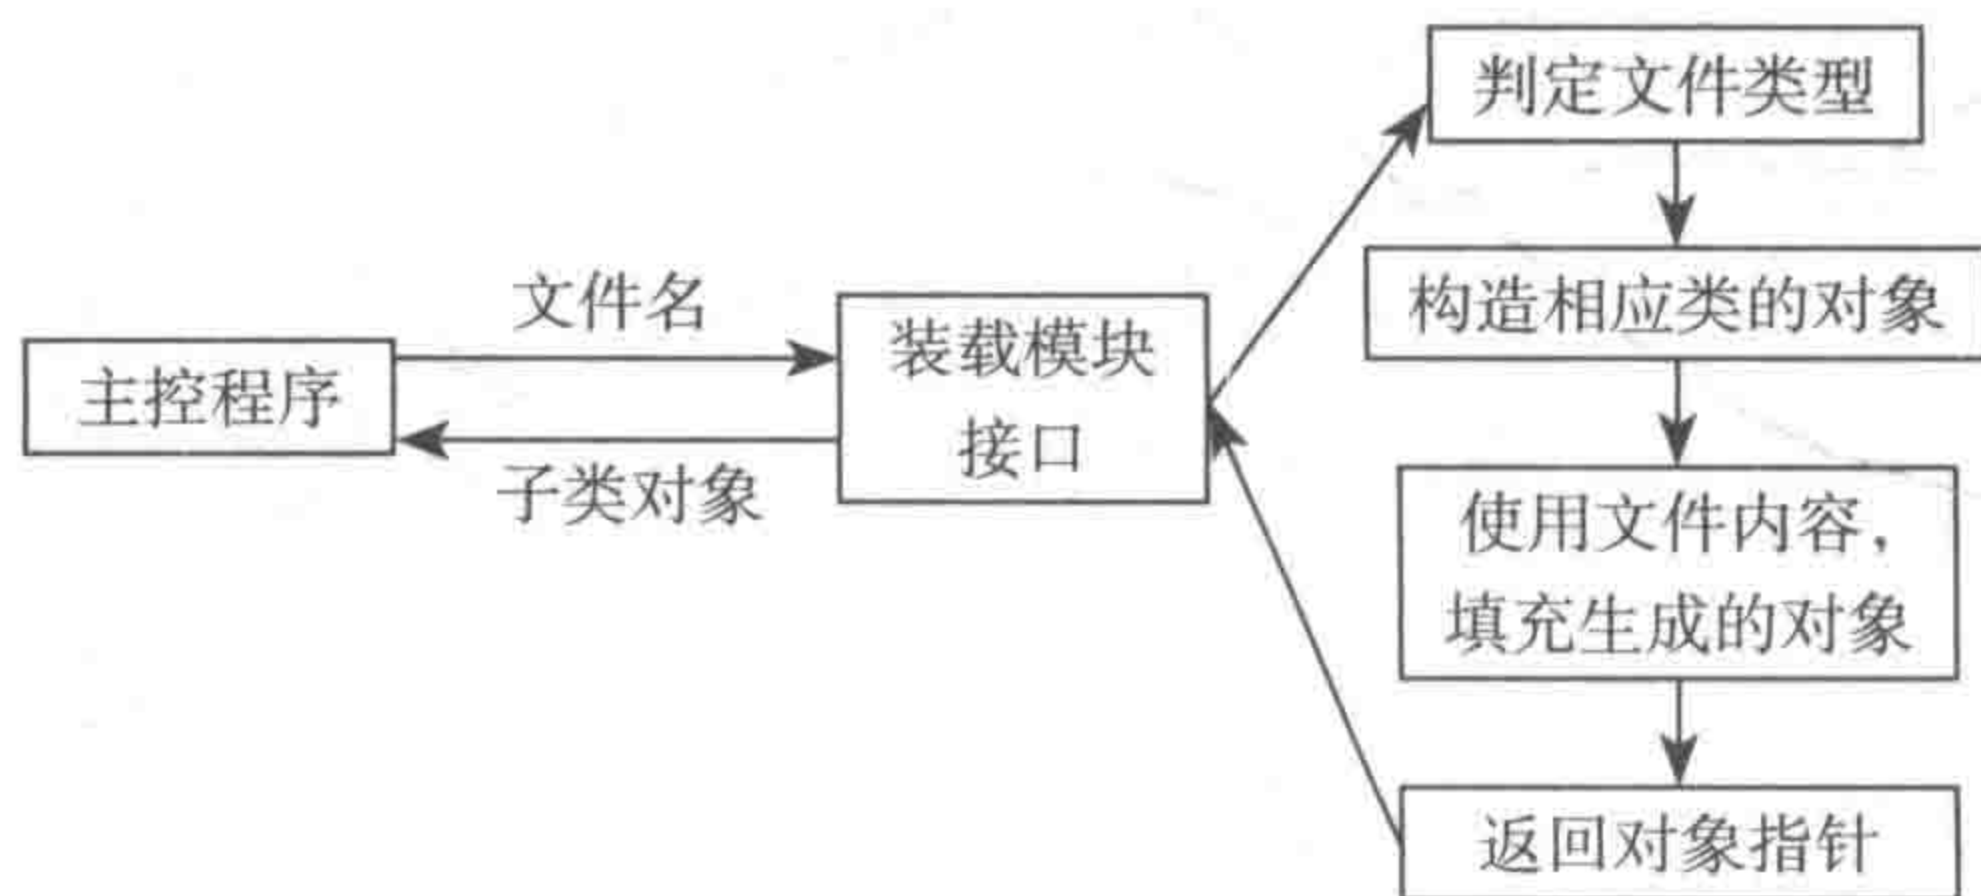 主控程序
文件名
子类对象
装载模块
接口
判定文件类型
构造相应类的对象
使用文件内容,
填充生成的对象
返回对象指针